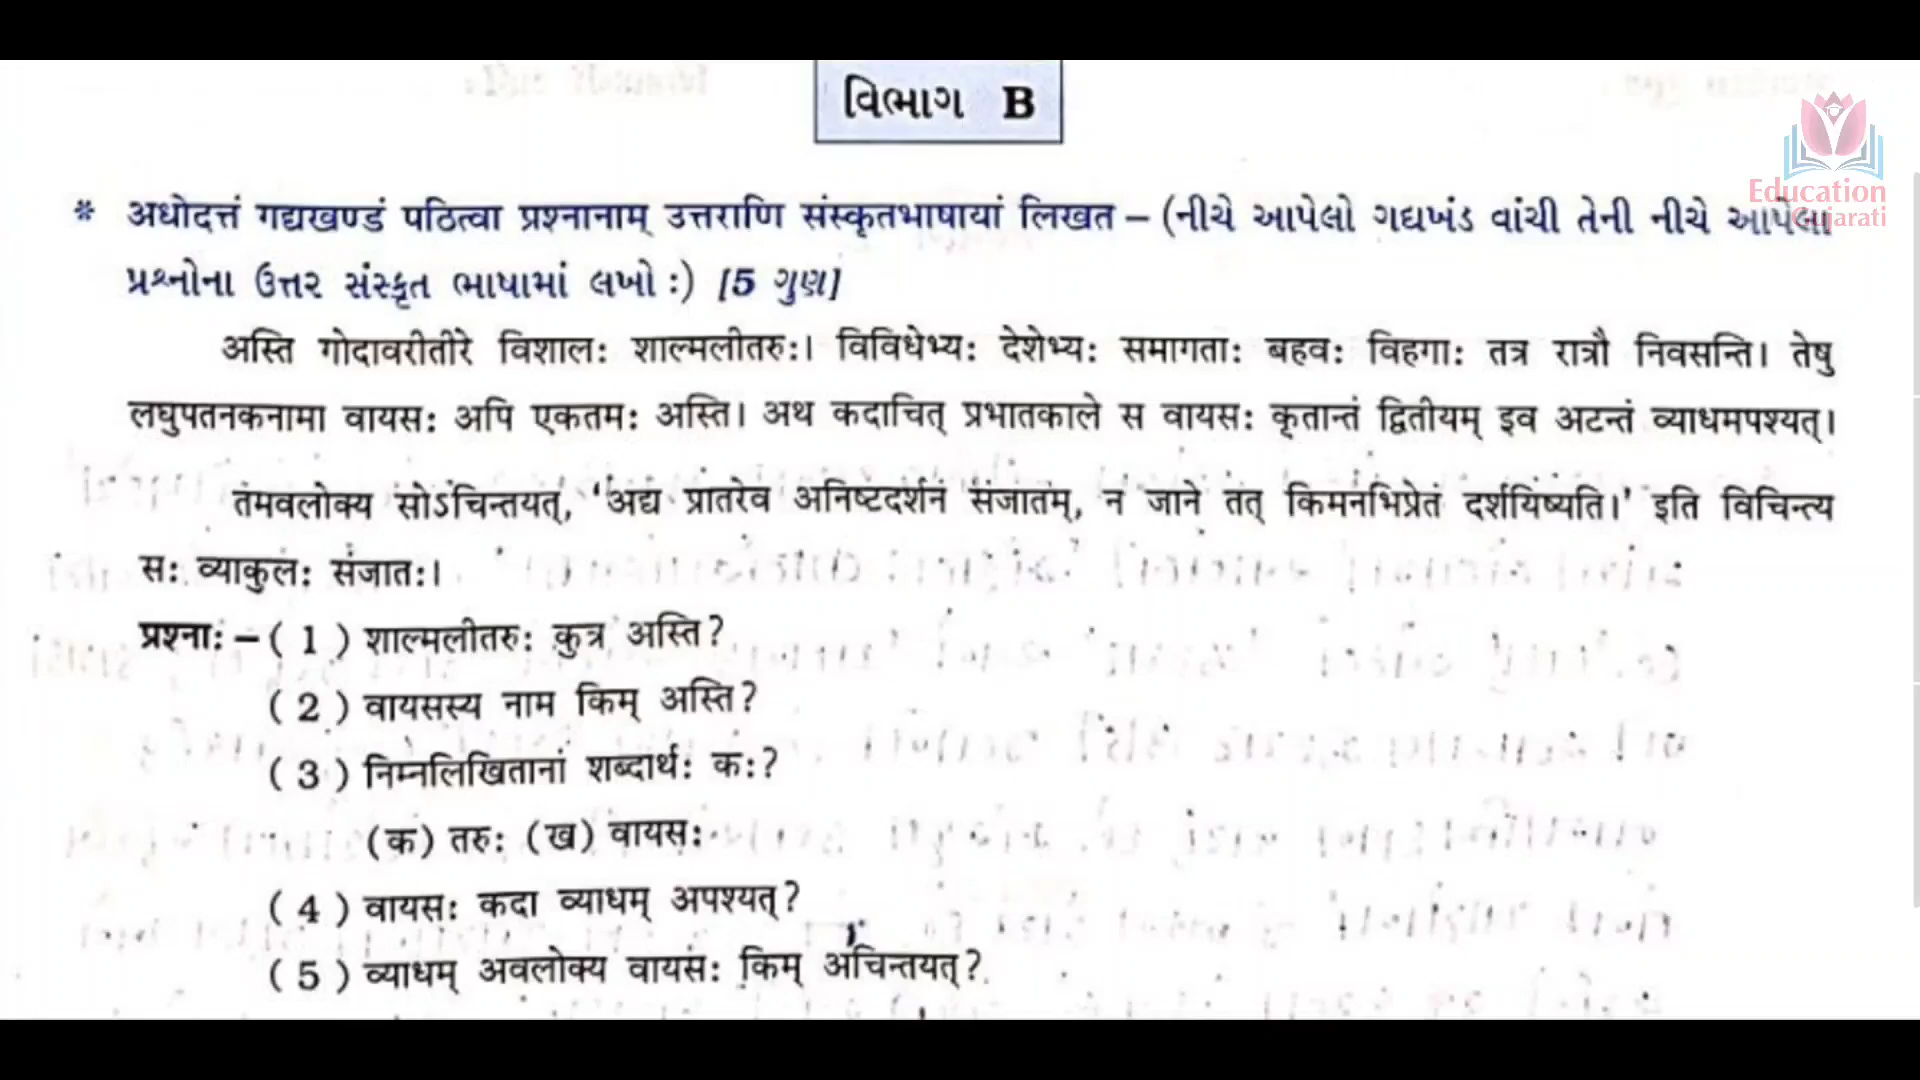 વિભાગ B
Education
Gujarati
* अधोदत्तं गद्यखण्डं पठित्वा प्रश्नानाम् उत्तराणि संस्कृतभाषायां लिखत – (નીચે આપેલો ગદ્યખંડ વાંચી તેની નીચે આપેલા
પ્રશ્નોના ઉત્તર સંસ્કૃત ભાષામાં લખો :) [5 ગુણ]
अस्ति गोदावरीतीरे विशालः शाल्मलीतरुः। विविधेभ्यः देशेभ्यः समागताः बहवः विहगाः तत्र रात्रौ निवसन्ति। तेषु
लघुपतनकनामा वायसः अपि एकतमः अस्ति। अथ कदाचित् प्रभातकाले स वायसः कृतान्तं द्वितीयम् इव अटन्तं व्याधमपश्यत्।
तमवलोक्य सोऽचिन्तयत्, 'अद्य प्रातरेव अनिष्टदर्शनं संजातम्, न जाने तत् किमनभिप्रेतं दर्शयिष्यति।' इति विचिन्त्य
सः व्याकुलः संजातः।
प्रश्नाः – ( 1 ) शाल्मलीतरुः कुत्र अस्ति?
( 2 ) वायसस्य नाम किम् अस्ति?
( 3 ) निम्नलिखितानां शब्दार्थः कः?
(क) तरुः (ख) वायसः
( 4 ) वायसः कदा व्याधम् अपश्यत्?
( 5 ) व्याधम् अवलोक्य वायसः किम् अचिन्तयत्?